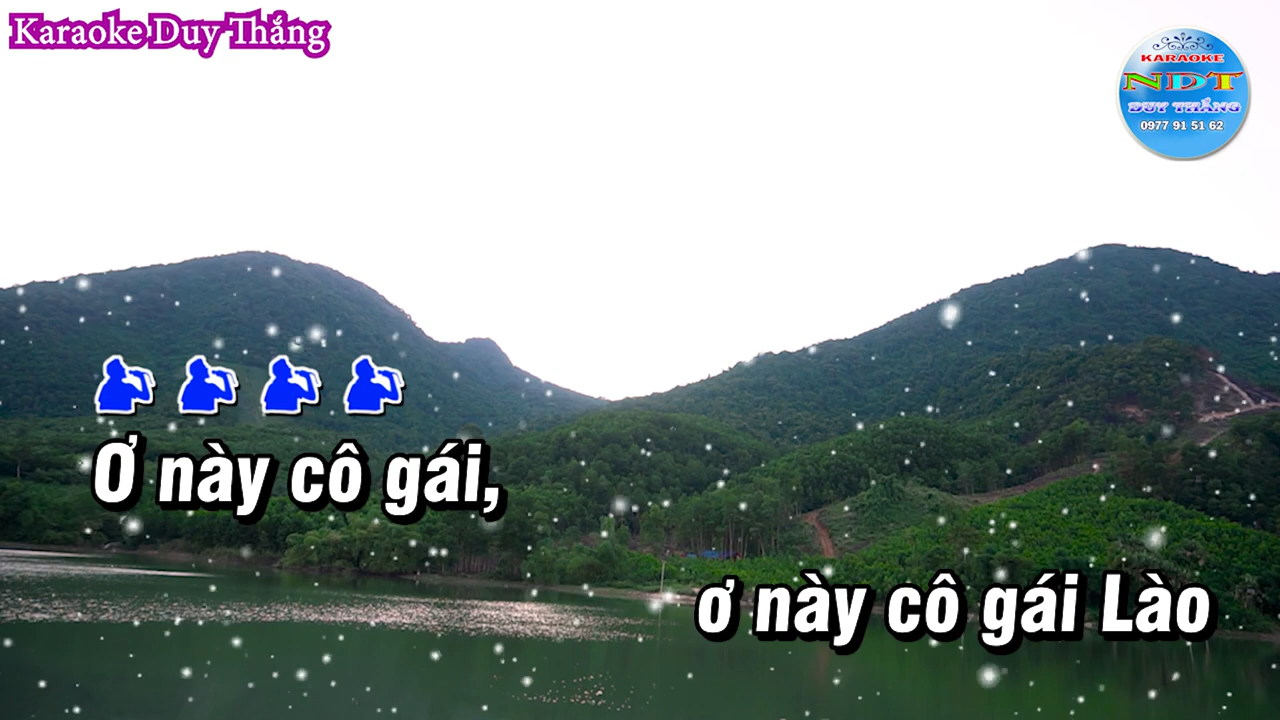 Karaoke Duy Thắng
KARAOKE
NDT
DUY THẮNG
0977 91 51 62
Ơ này cô gái,
ơ này cô gái Lào